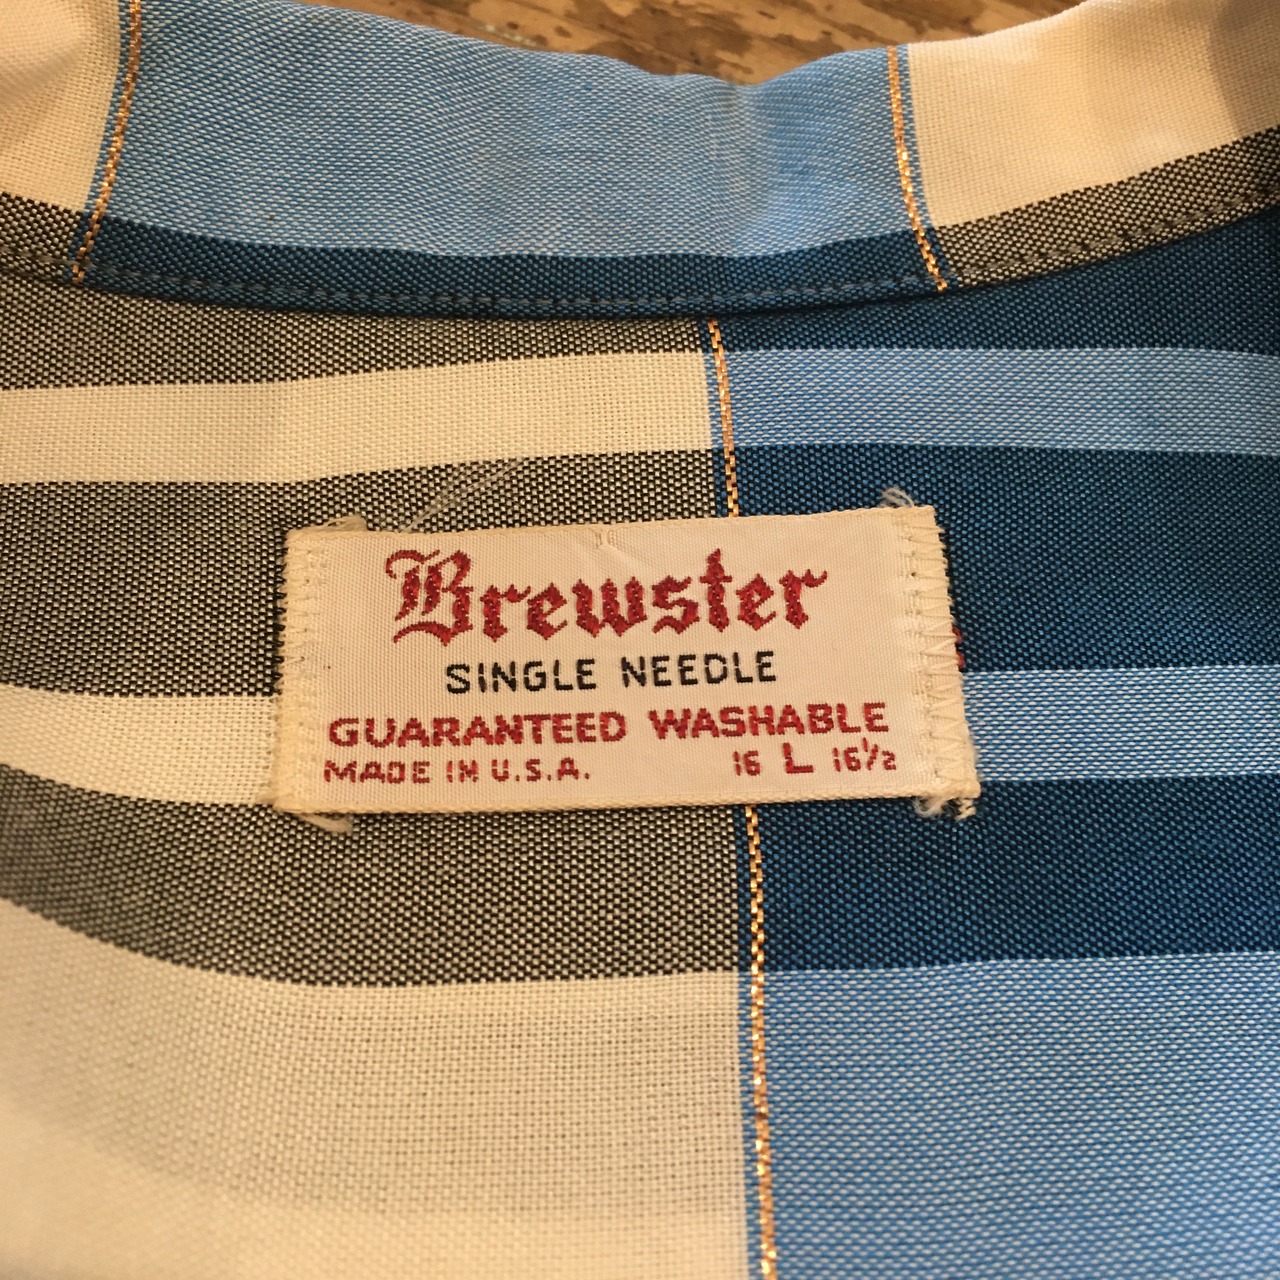 Brewster
SINGLE NEEDLE
GUARANTEED WASHABLE
MADE IN U.S.A. 16 L 16½